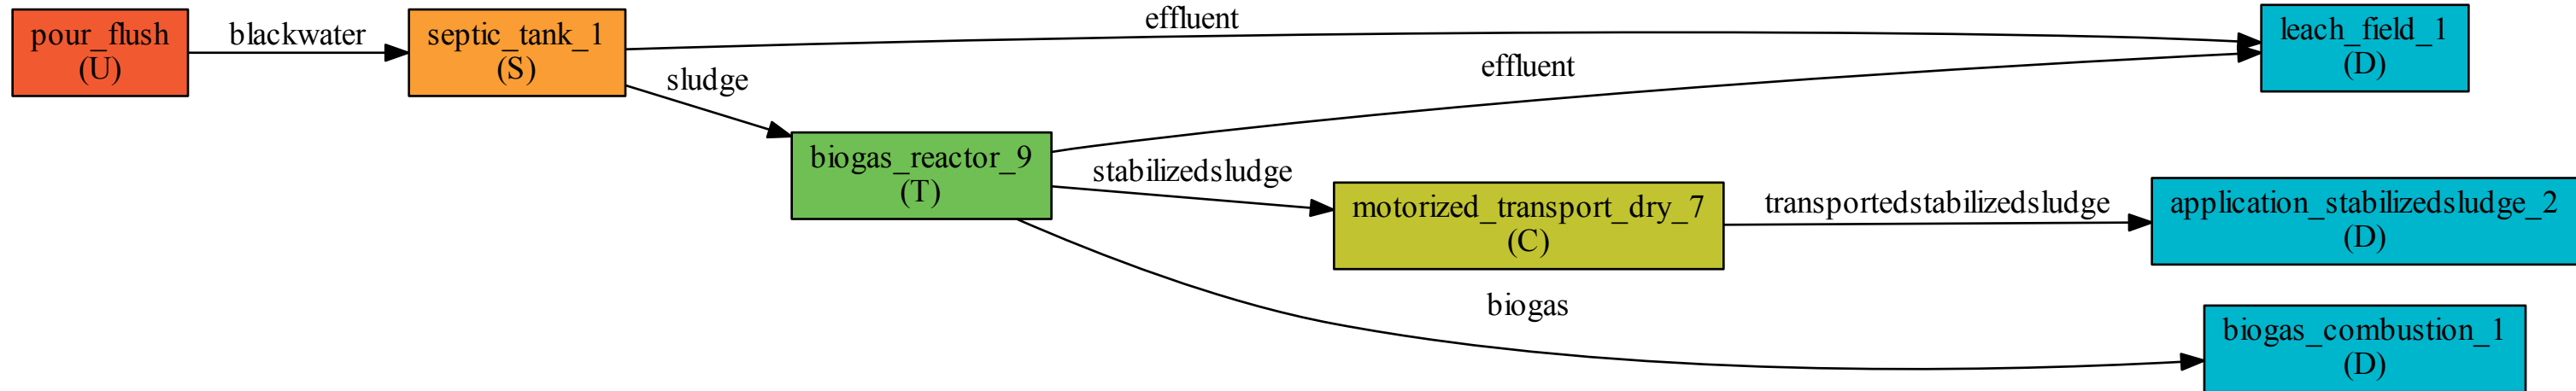 pour_flush
(U)
blackwater
septic_tank_1
(S)
effluent
sludge
biogas_reactor_9
(T)
effluent
stabilizedsludge
biogas
motorized_transport_dry_7
(C)
transportedstabilizedsludge
leach_field_1
(D)
application_stabilizedsludge_2
(D)
biogas_combustion_1
(D)